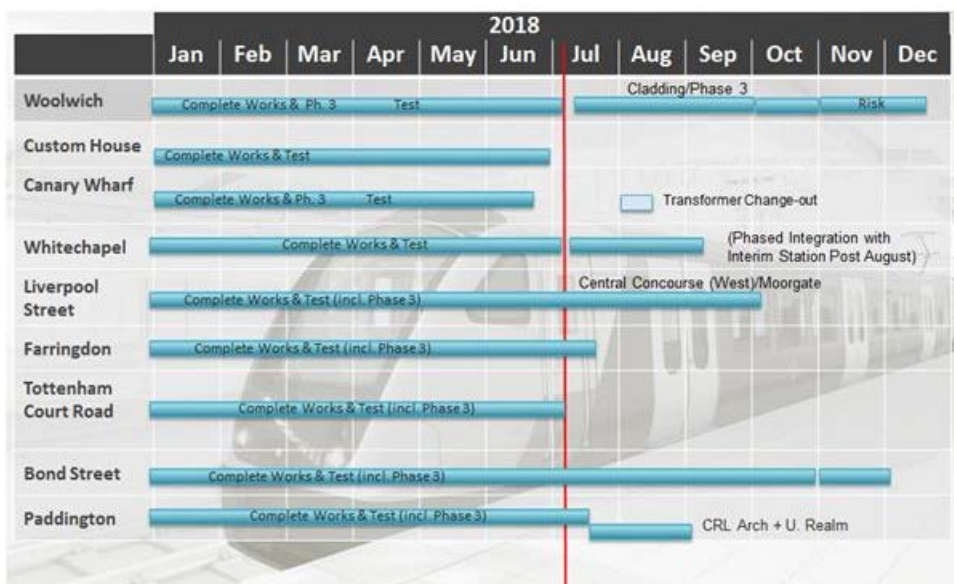 2018
Jan Feb Mar Apr May Jun Jul Aug Sep Oct Nov Dec
Woolwich
Complete Works & Ph. 3 Test
Cladding/Phase 3
Risk
Custom House
Complete Works & Test
Canary Wharf
Complete Works & Ph. 3 Test
Transformer Change-out
Whitechapel
Complete Works & Test
(Phased Integration with
Interim Station Post August)
Liverpool
Street
Complete Works & Test (incl. Phase 3)
Central Concourse (West)/Moorgate
Farringdon
Complete Works & Test (incl. Phase 3)
Tottenham
Court Road
Complete Works & Test (incl. Phase 3)
Bond Street
Complete Works & Test (incl. Phase 3)
Paddington
Complete Works & Test (incl. Phase 3)
CRL Arch + U. Realm